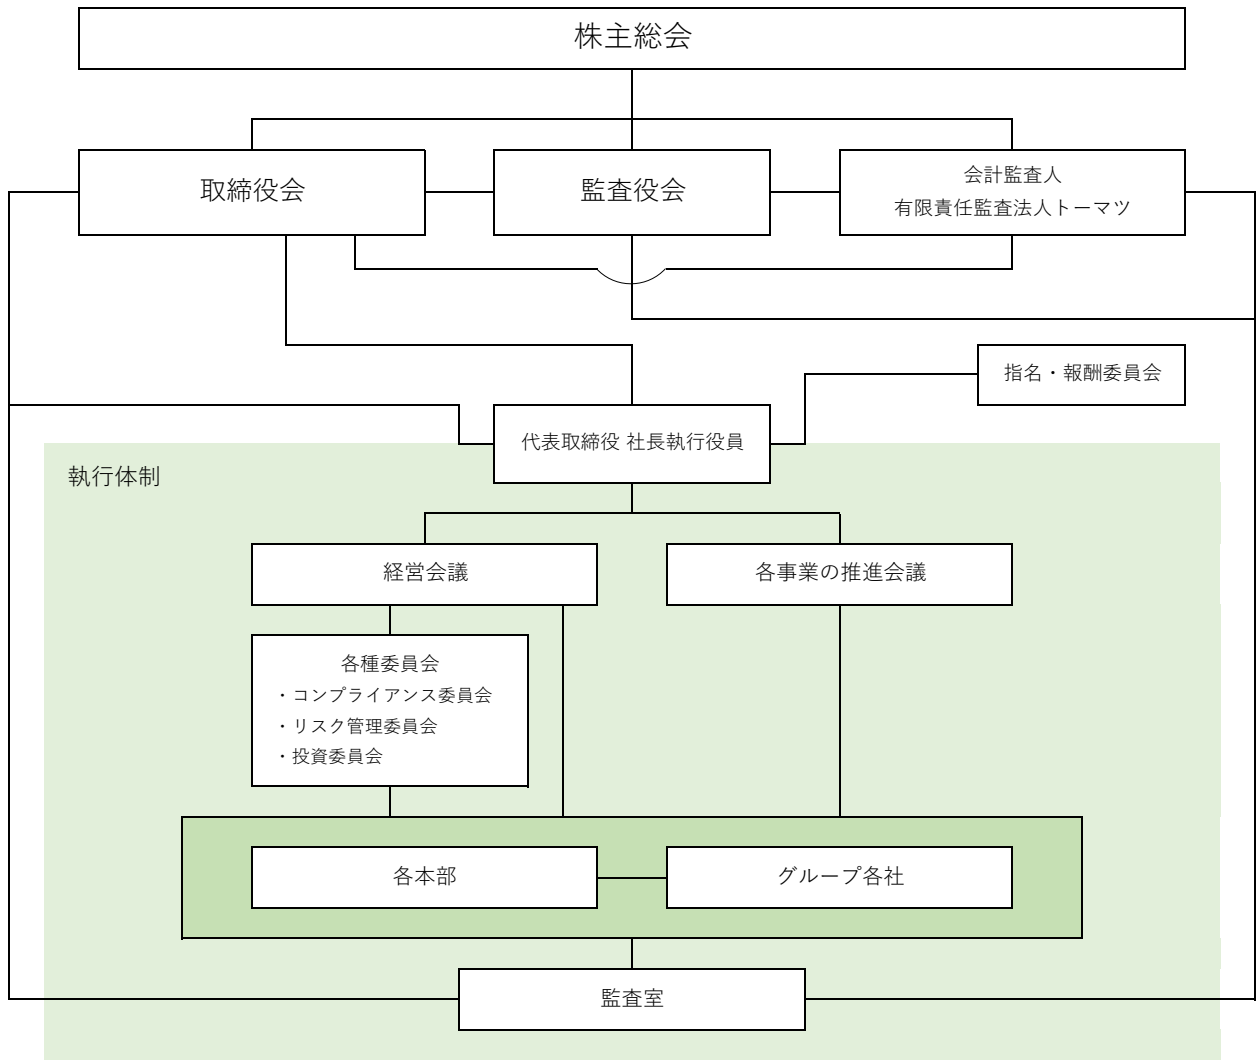 株主総会
取締役会
監査役会
会計監査人
有限責任監査法人トーマツ
指名・報酬委員会
代表取締役 社長執行役員
執行体制
経営会議
各事業の推進会議
各種委員会
・コンプライアンス委員会
・リスク管理委員会
・投資委員会
各本部
グループ各社
監査室